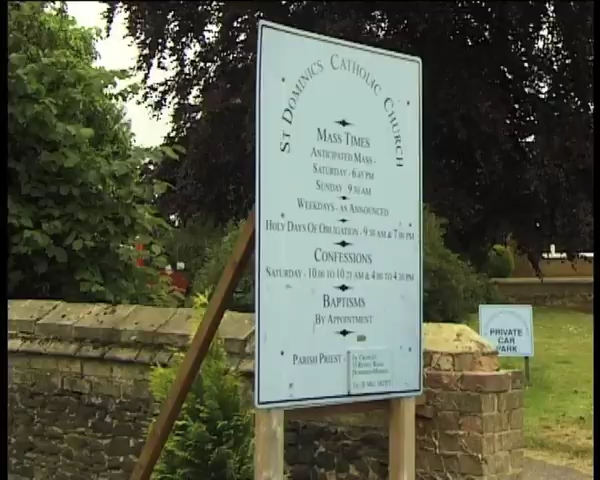 ST DOMINICS CATHOLIC CHURCH
MASS TIMES
ANTICIPATED MASS -
SATURDAY - 6 45 PM
SUNDAY - 9 30 AM
WEEKDAYS - AS ANNOUNCED
HOLY DAYS OF OBLIGATION - 9 30 AM & 7 00 PM
CONFESSIONS
SATURDAY - 10 00 TO 10 25 AM & 4 00 TO 4 30 PM
BAPTISMS
BY APPOINTMENT
PARISH PRIEST -
PRIVATE
CAR
PARK